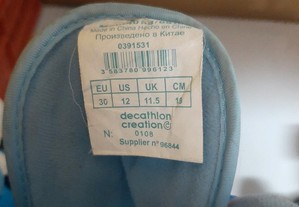 Произведено в Китае
0391531
3 583780 996123
EU US UK CM
30 12 11.5
decathlon
creation©
N: 0108
Supplier n° 96844